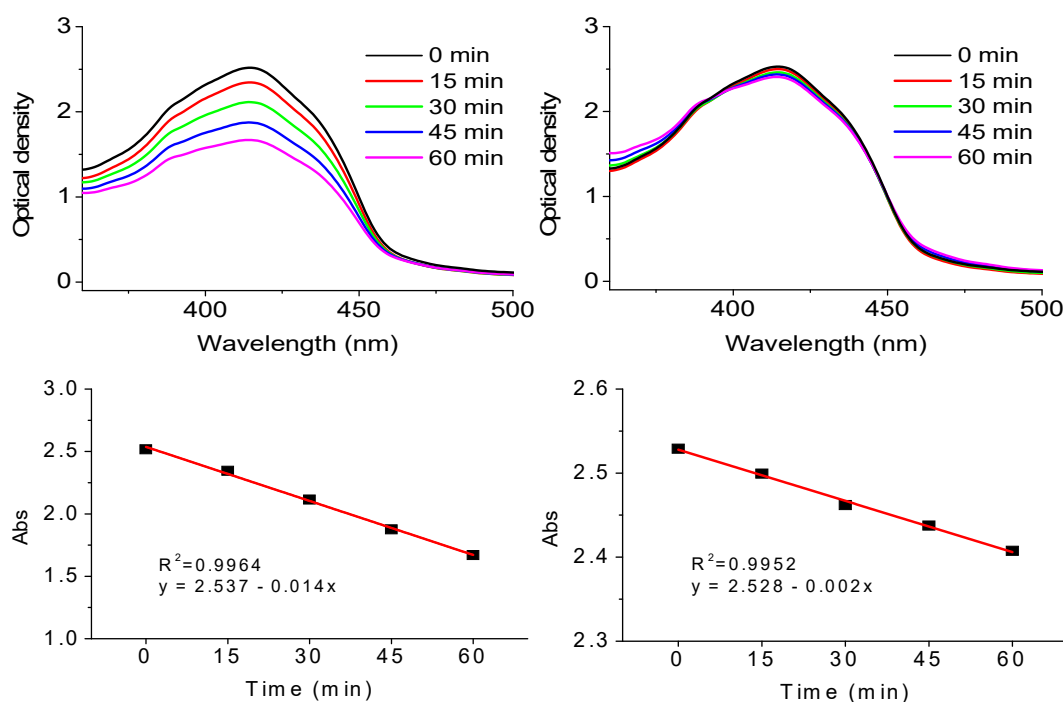 3
2
1
0
Optical density
400
450
500
Wavelength (nm)
0 min
15 min
30 min
45 min
60 min
3
2
1
0
Optical density
400
450
500
Wavelength (nm)
0 min
15 min
30 min
45 min
60 min
3.0
2.5
2.0
1.5
1.0
Abs
R²=0.9964
y = 2.537 - 0.014x
0
15
30
45
60
Time (min)
2.6
2.5
2.4
2.3
Abs
R²=0.9952
y = 2.528 - 0.002x
0
15
30
45
60
Time (min)